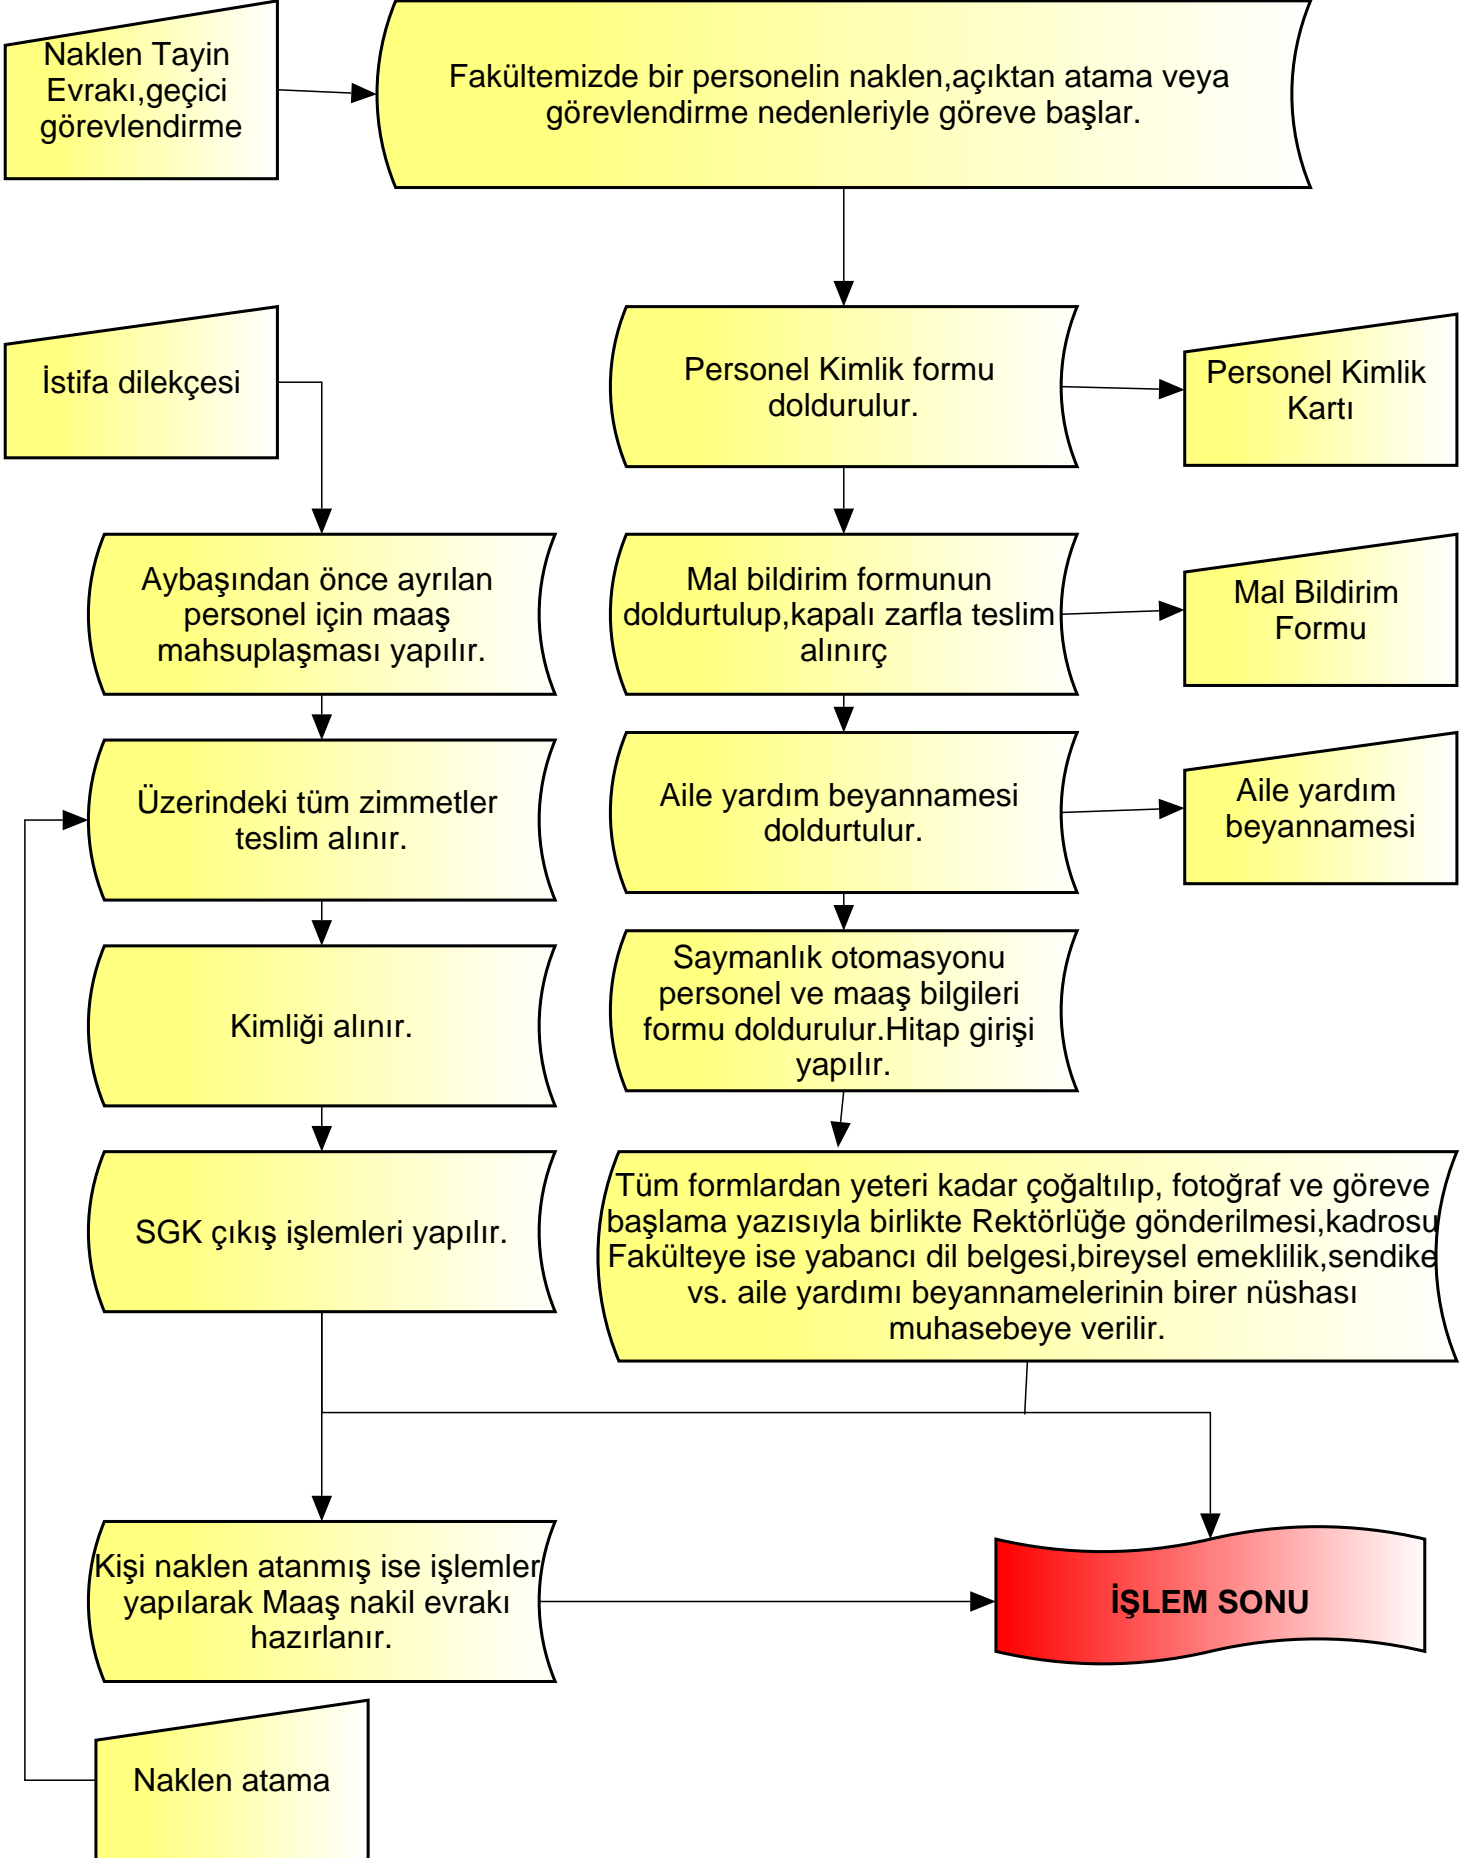 Naklen Tayin
Evrakı,geçici
görevlendirme
Fakültemizde bir personelin naklen,açıktan atama veya
görevlendirme nedenleriyle göreve başlar.
İstifa dilekçesi
Personel Kimlik formu
doldurulur.
Personel Kimlik
Kartı
Aybaşından önce ayrılan
personel için maaş
mahsuplaşması yapılır.
Mal bildirim formunun
doldurtulup,kapalı zarfla teslim
alınırç
Mal Bildirim
Formu
Üzerindeki tüm zimmetler
teslim alınır.
Aile yardım beyannamesi
doldurtulur.
Aile yardım
beyannamesi
Kimliği alınır.
Saymanlık otomasyonu
personel ve maaş bilgileri
formu doldurulur.Hitap girişi
yapılır.
SGK çıkış işlemleri yapılır.
Tüm formlardan yeteri kadar çoğaltılıp, fotoğraf ve göreve
başlama yazısıyla birlikte Rektörlüğe gönderilmesi,kadrosu
Fakülteye ise yabancı dil belgesi,bireysel emeklilik,sendike
vs. aile yardımı beyannamelerinin birer nüshası
muhasebeye verilir.
Kişi naklen atanmış ise işlemler
yapılarak Maaş nakil evrakı
hazırlanır.
İŞLEM SONU
Naklen atama